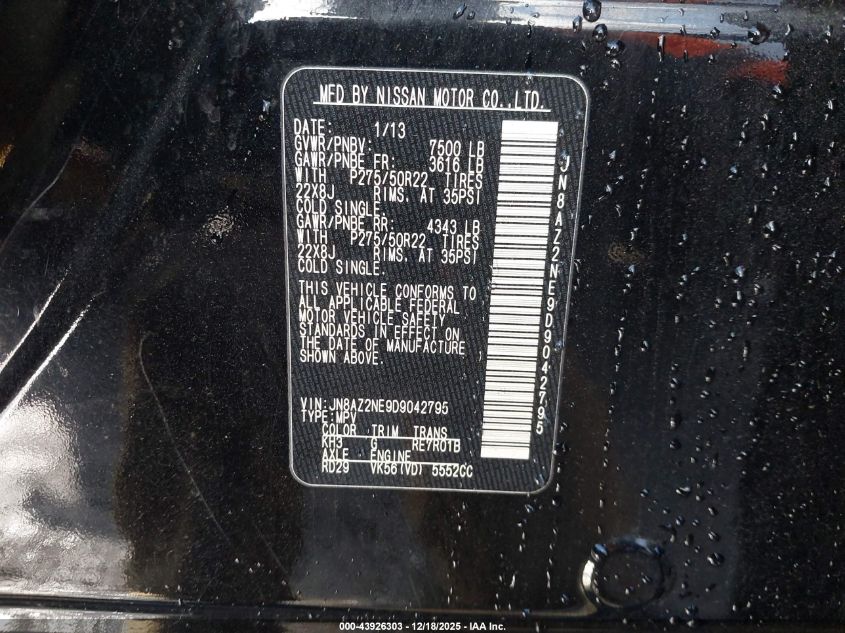 MFD BY NISSAN MOTOR CO.,LTD.
DATE: 1/13
GVWR/PNBV: 7500 LB
GAWR/PNBE FR: 3616 LB
WITH P275/50R22 TIRES
22X8J RIMS, AT 35PSI
COLD SINGLE.
GAWR/PNBE RR: 4343 LB
WITH P275/50R22 TIRES
22X8J RIMS, AT 35PSI
COLD SINGLE.
THIS VEHICLE CONFORMS TO
ALL APPLICABLE FEDERAL
MOTOR VEHICLE SAFETY
STANDARDS IN EFFECT ON
THE DATE OF MANUFACTURE
SHOWN ABOVE.
VIN: JN8AZ2NE9D9042795
TYPE: MPV
COLOR TRIM TRANS
KH3 G RE7R01B
AXLE ENGINE
RD29 VK56(VD) 5552CC
JN8AZ2NE9D9042795
000-43926303 - 12/18/2025 - IAA Inc.